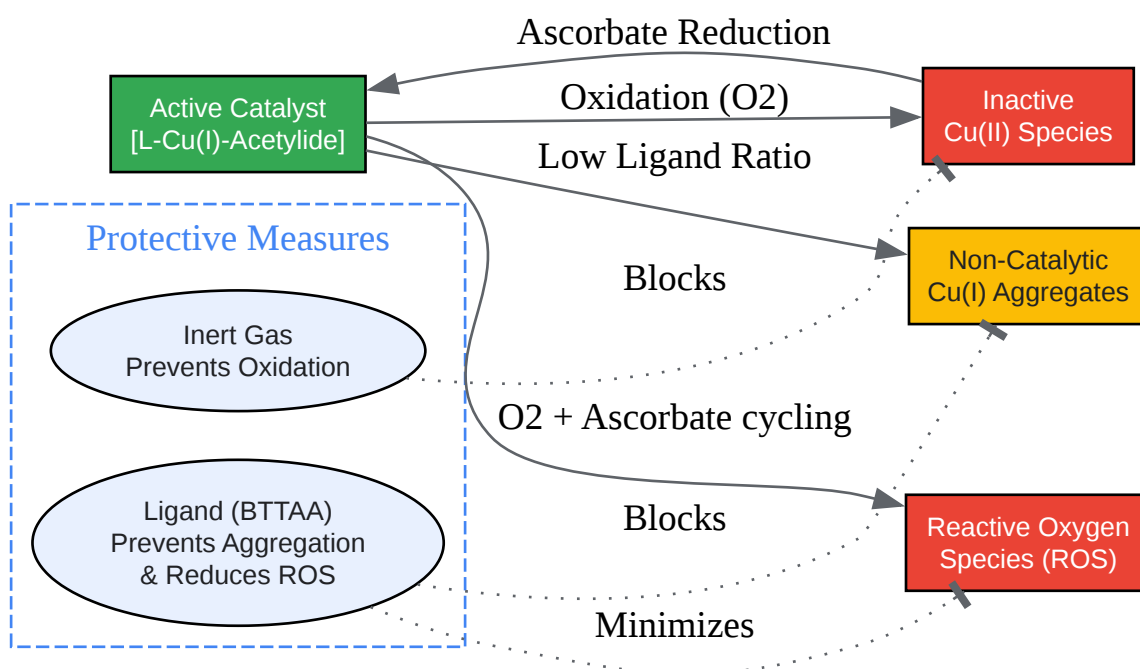 Ascorbate Reduction
Active Catalyst
[L-Cu(I)-Acetylide]
Oxidation (O2)
Inactive
Cu(II) Species
Low Ligand Ratio
Protective Measures
Blocks
Non-Catalytic
Cu(I) Aggregates
Inert Gas
Prevents Oxidation
O2 + Ascorbate cycling
Ligand (BTTAA)
Prevents Aggregation
& Reduces ROS
Blocks
Reactive Oxygen
Species (ROS)
Minimizes